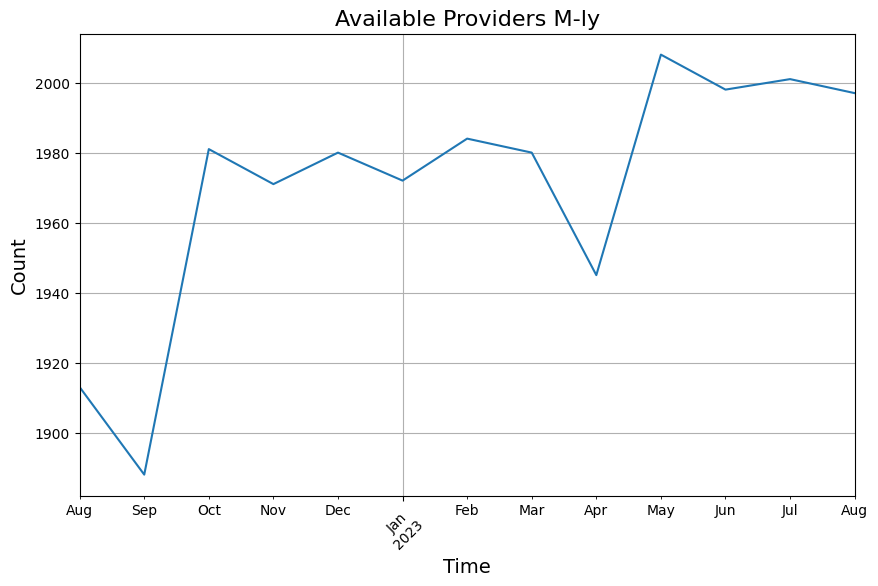 Available Providers M-ly
Count
2000
1980
1960
1940
1920
1900
Aug Sep Oct Nov Dec Jan Feb Mar Apr May Jun Jul Aug
2023
Time